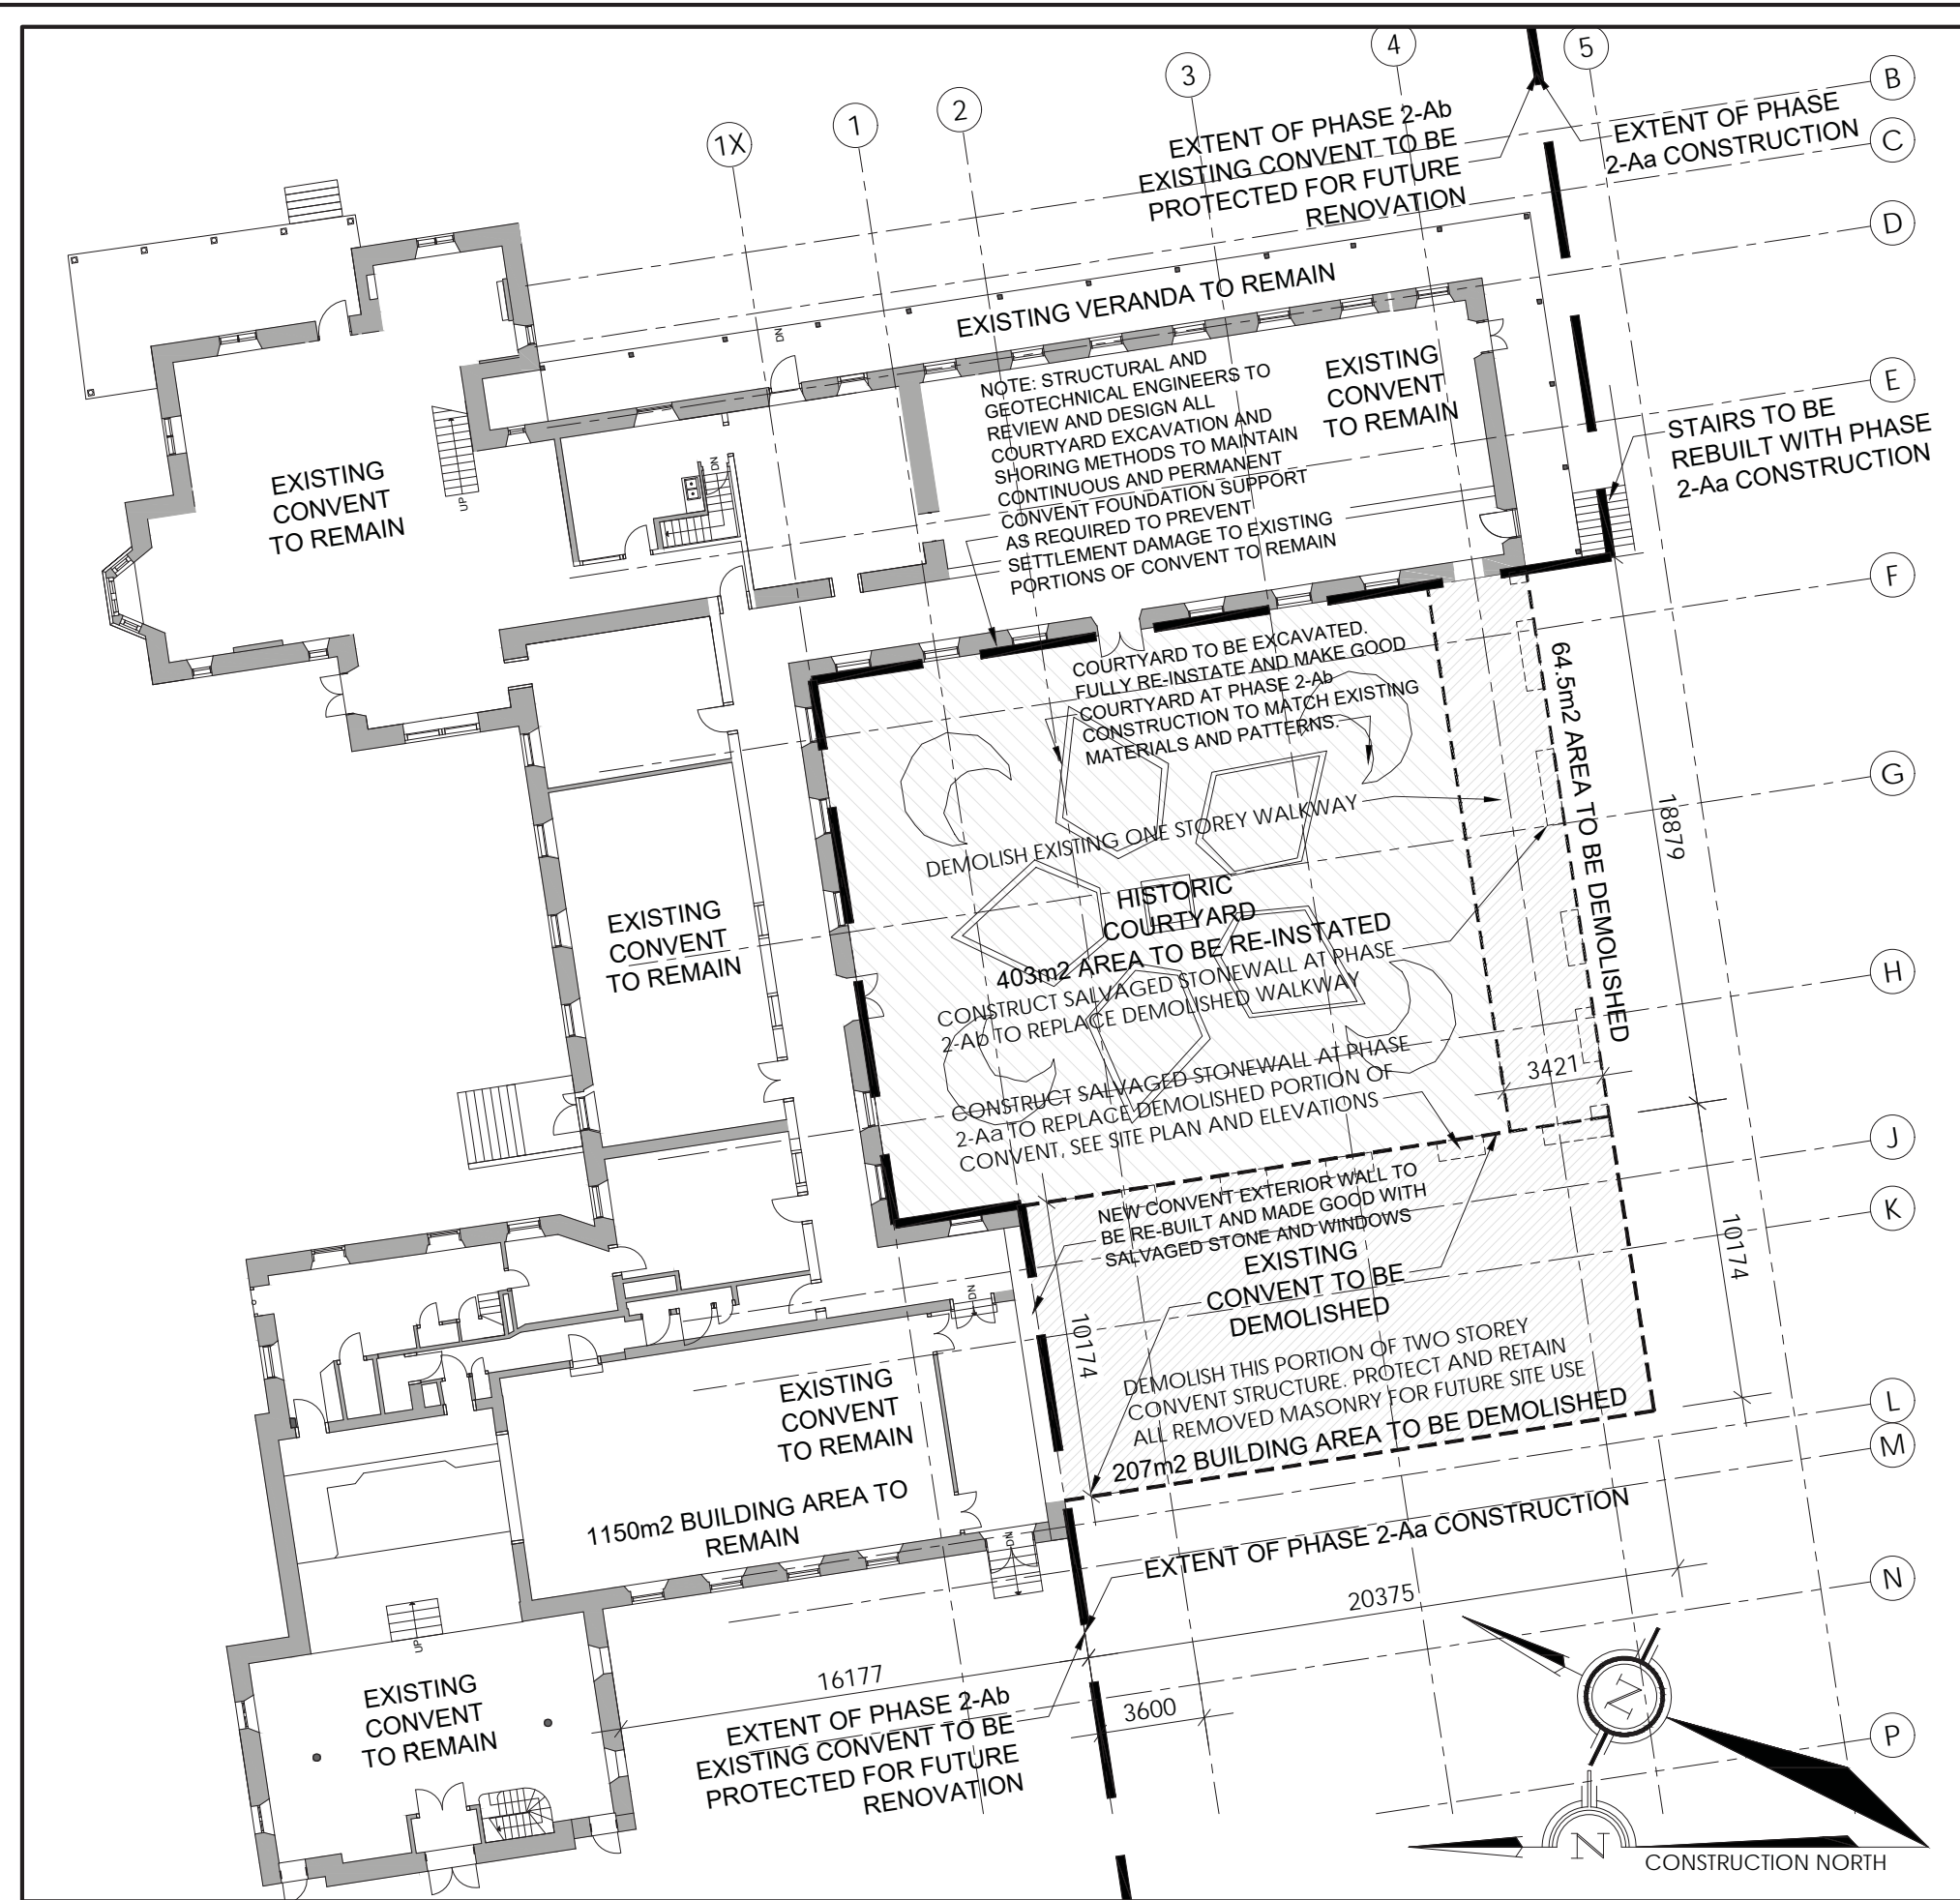 1X
1
2
3
4
5
B
C
D
E
F
G
H
J
K
L
M
N
P
EXTENT OF PHASE 2-Ab
EXISTING CONVENT TO BE
PROTECTED FOR FUTURE
RENOVATION
EXTENT OF PHASE
2-Aa CONSTRUCTION
EXISTING VERANDA TO REMAIN
DN
NOTE: STRUCTURAL AND
GEOTECHNICAL ENGINEERS TO
REVIEW AND DESIGN ALL
COURTYARD EXCAVATION AND
SHORING METHODS TO MAINTAIN
CONTINUOUS AND PERMANENT
CONVENT FOUNDATION SUPPORT
AS REQUIRED TO PREVENT
SETTLEMENT DAMAGE TO EXISTING
PORTIONS OF CONVENT TO REMAIN
EXISTING
CONVENT
TO REMAIN
STAIRS TO BE
REBUILT WITH PHASE
2-Aa CONSTRUCTION
EXISTING
CONVENT
TO REMAIN
UP
DN
COURTYARD TO BE EXCAVATED.
FULLY RE-INSTATE AND MAKE GOOD
COURTYARD AT PHASE 2-Ab
CONSTRUCTION TO MATCH EXISTING
MATERIALS AND PATTERNS.
64.5m2 AREA TO BE DEMOLISHED
18879
DEMOLISH EXISTING ONE STOREY WALKWAY
HISTORIC
COURTYARD
403m2 AREA TO BE RE-INSTATED
CONSTRUCT SALVAGED STONEWALL AT PHASE
2-Ab TO REPLACE DEMOLISHED WALKWAY
EXISTING
CONVENT
TO REMAIN
3421
CONSTRUCT SALVAGED STONEWALL AT PHASE
2-Aa TO REPLACE DEMOLISHED PORTION OF
CONVENT, SEE SITE PLAN AND ELEVATIONS
NEW CONVENT EXTERIOR WALL TO
BE RE-BUILT AND MADE GOOD WITH
SALVAGED STONE AND WINDOWS
EXISTING
CONVENT TO BE
DEMOLISHED
10174
10174
DN
DEMOLISH THIS PORTION OF TWO STOREY
CONVENT STRUCTURE. PROTECT AND RETAIN
ALL REMOVED MASONRY FOR FUTURE SITE USE
207m2 BUILDING AREA TO BE DEMOLISHED
EXISTING
CONVENT
TO REMAIN
1150m2 BUILDING AREA TO
REMAIN
DN
EXTENT OF PHASE 2-Aa CONSTRUCTION
20375
UP
16177
3600
EXISTING
CONVENT
TO REMAIN
EXTENT OF PHASE 2-Ab
EXISTING CONVENT TO BE
PROTECTED FOR FUTURE
RENOVATION
N
N
CONSTRUCTION NORTH